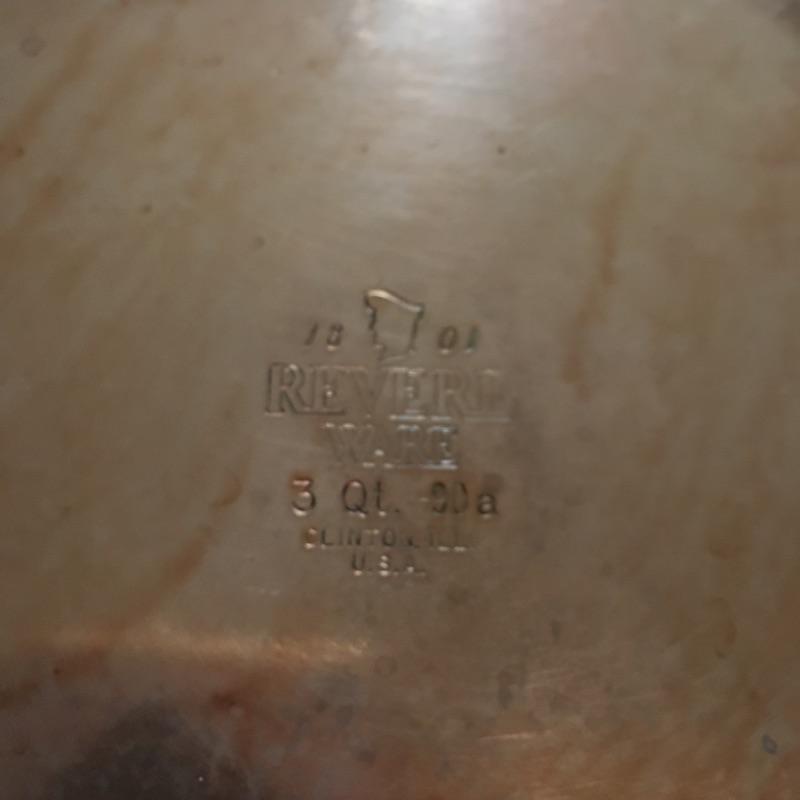 18 01
REVERE
WARE
3 Qt.
CLINTON, ILL.
U.S.A.